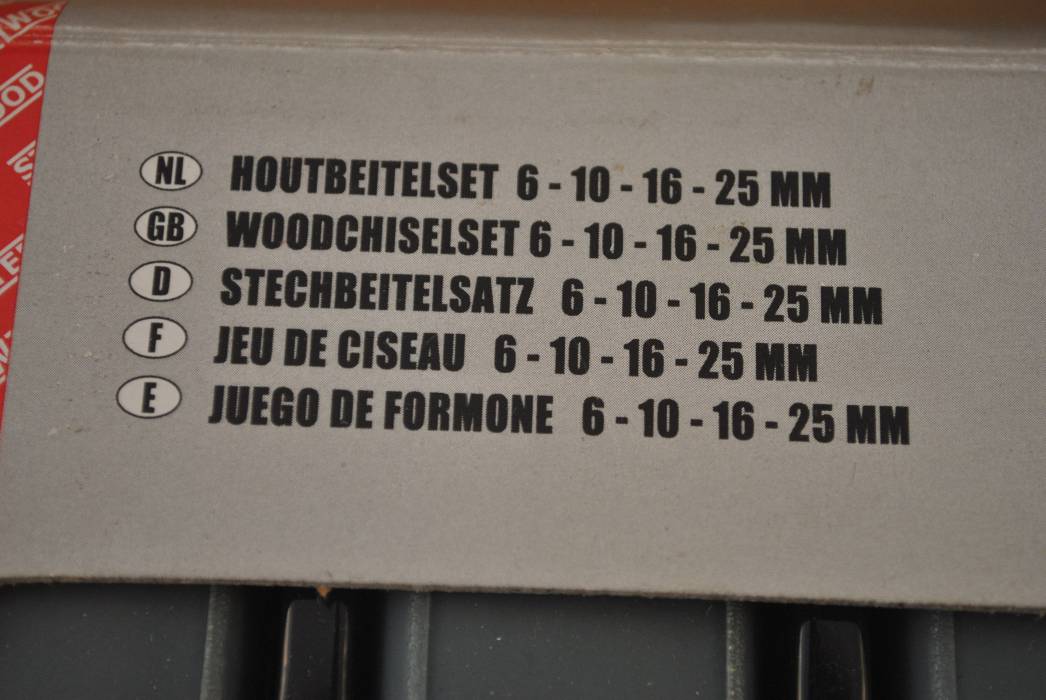 OOD
NL HOUTBEITELSET 6 - 10 - 16 - 25 MM
GB WOODCHISELSET 6 - 10 - 16 - 25 MM
D STECHBEITELSATZ 6 - 10 - 16 - 25 MM
F JEU DE CISEAU 6 - 10 - 16 - 25 MM
E JUEGO DE FORMONE 6 - 10 - 16 - 25 MM